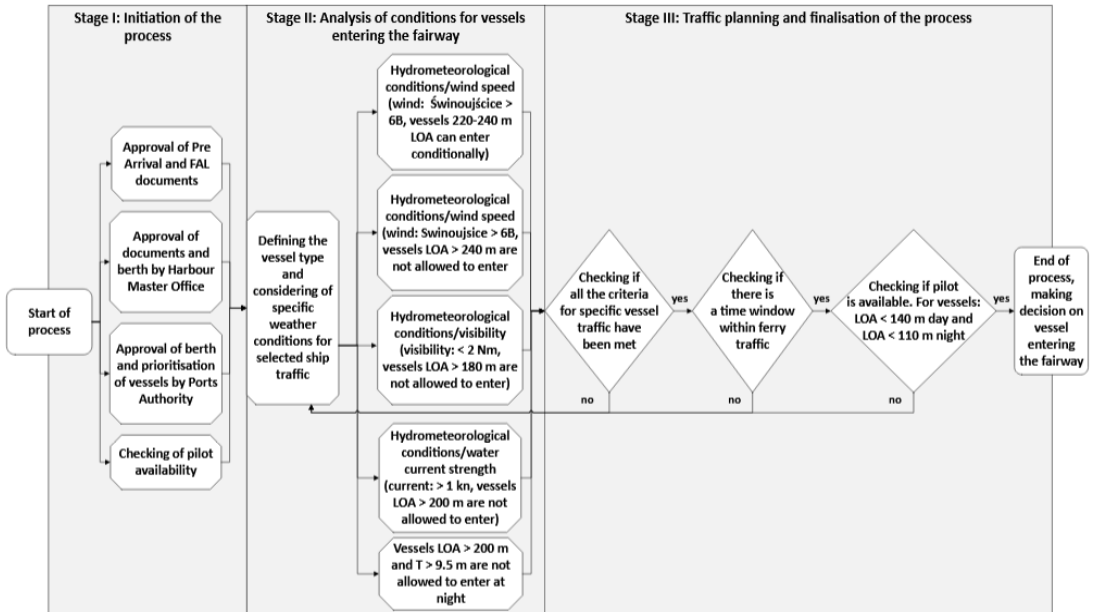 Stage I: Initiation of the
process
Stage II: Analysis of conditions for vessels
entering the fairway
Stage III: Traffic planning and finalisation of the process
Start of
process
Approval of Pre
Arrival and FAL
documents
Approval of
documents and
berth by Harbour
Master Office
Approval of berth
and prioritisation
of vessels by Ports
Authority
Checking of pilot
availability
Defining the
vessel type
and
considering of
specific
weather
conditions for
selected ship
traffic
Hydrometeorological
conditions/wind speed
(wind: Świnoujścice >
6B, vessels 220-240 m
LOA can enter
conditionally)
Hydrometeorological
conditions/wind speed
(wind: Swinoujsice > 6B,
vessels LOA > 240 m are
not allowed to enter
Hydrometeorological
conditions/visibility
(visibility: < 2 Nm,
vessels LOA > 180 m are
not allowed to enter)
Hydrometeorological
conditions/water
current strength
(current: > 1 kn, vessels
LOA > 200 m are not
allowed to enter)
Vessels LOA > 200 m
and T > 9.5 m are not
allowed to enter at
night
Checking if
all the criteria
for specific vessel
traffic have
been met
yes
no
Checking if
there is
a time window
within ferry
traffic
yes
no
Checking if pilot
is available. For vessels:
LOA < 140 m day and
LOA < 110 m night
yes
no
End of
process,
making
decision on
vessel
entering
the fairway